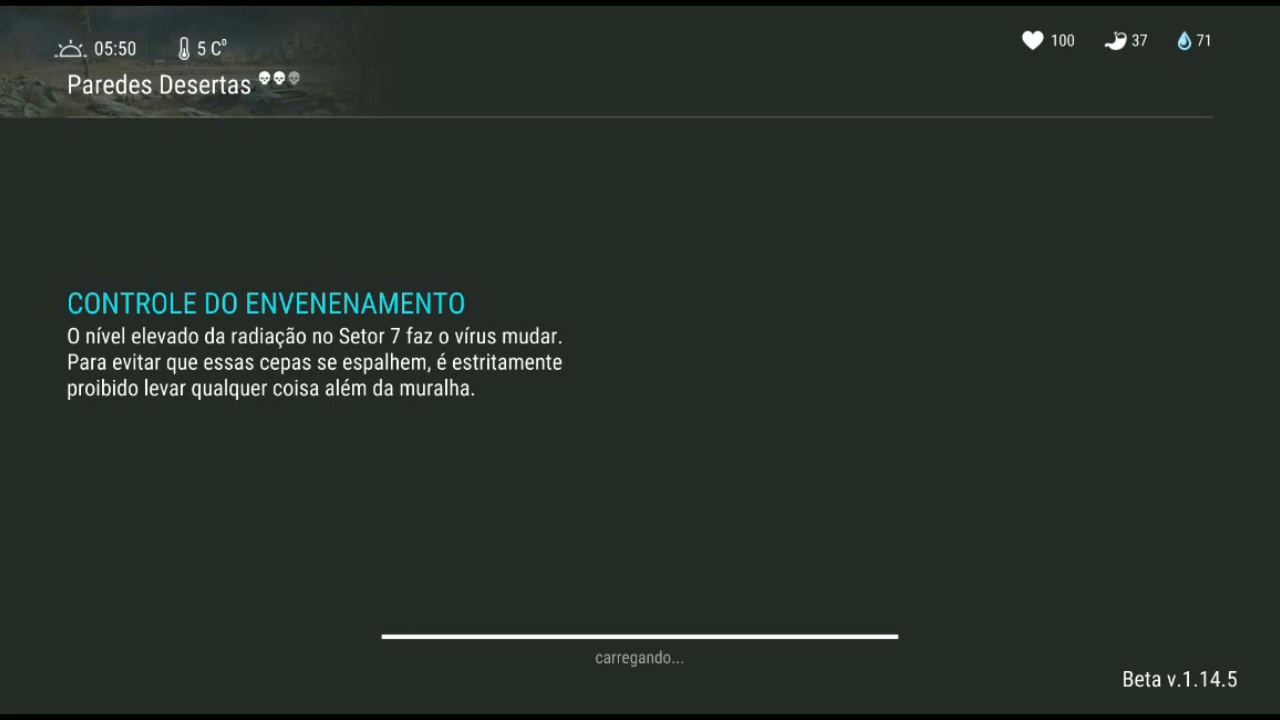 05:50 5 Cº 100 37 71
Paredes Desertas
CONTROLE DO ENVENENAMENTO
O nível elevado da radiação no Setor 7 faz o vírus mudar.
Para evitar que essas cepas se espalhem, é estritamente
proibido levar qualquer coisa além da muralha.
carregando...
Beta v.1.14.5